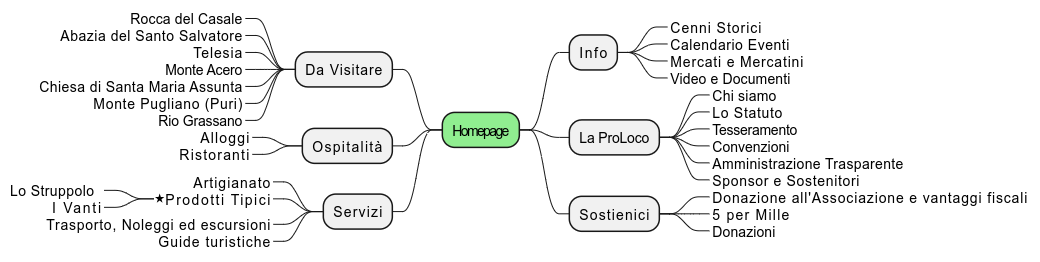 Homepage
Info
Cenni Storici
Calendario Eventi
Mercati e Mercatini
Video e Documenti
La ProLoco
Chi siamo
Lo Statuto
Tesseramento
Convenzioni
Amministrazione Trasparente
Sponsor e Sostenitori
Sostienici
Donazione all'Associazione e vantaggi fiscali
5 per Mille
Donazioni
Da Visitare
Rocca del Casale
Abazia del Santo Salvatore
Telesia
Monte Acero
Chiesa di Santa Maria Assunta
Monte Pugliano (Puri)
Rio Grassano
Ospitalità
Alloggi
Ristoranti
Servizi
Artigianato
★Prodotti Tipici
Lo Struppolo
I Vanti
Trasporto, Noleggi ed escursioni
Guide turistiche